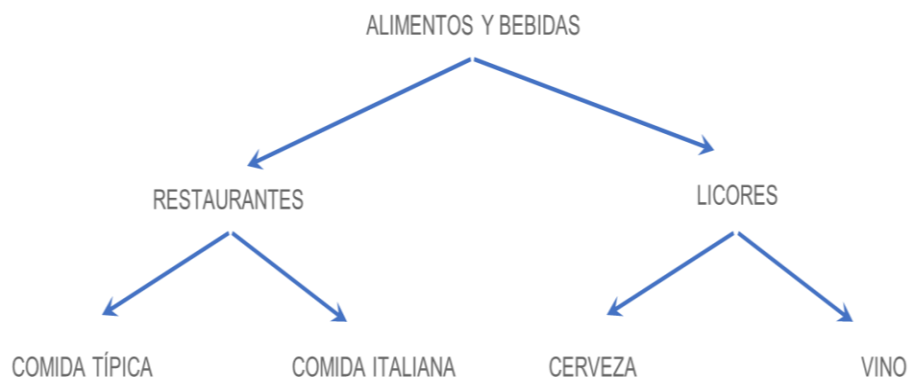 ALIMENTOS Y BEBIDAS
RESTAURANTES
LICORES
COMIDA TÍPICA
COMIDA ITALIANA
CERVEZA
VINO